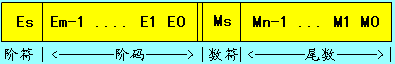 Es Em-1 .... E1 E0 Ms Mn-1 ... M1 M0
阶符 |<——阶码——>| 数符 |<——尾数——>